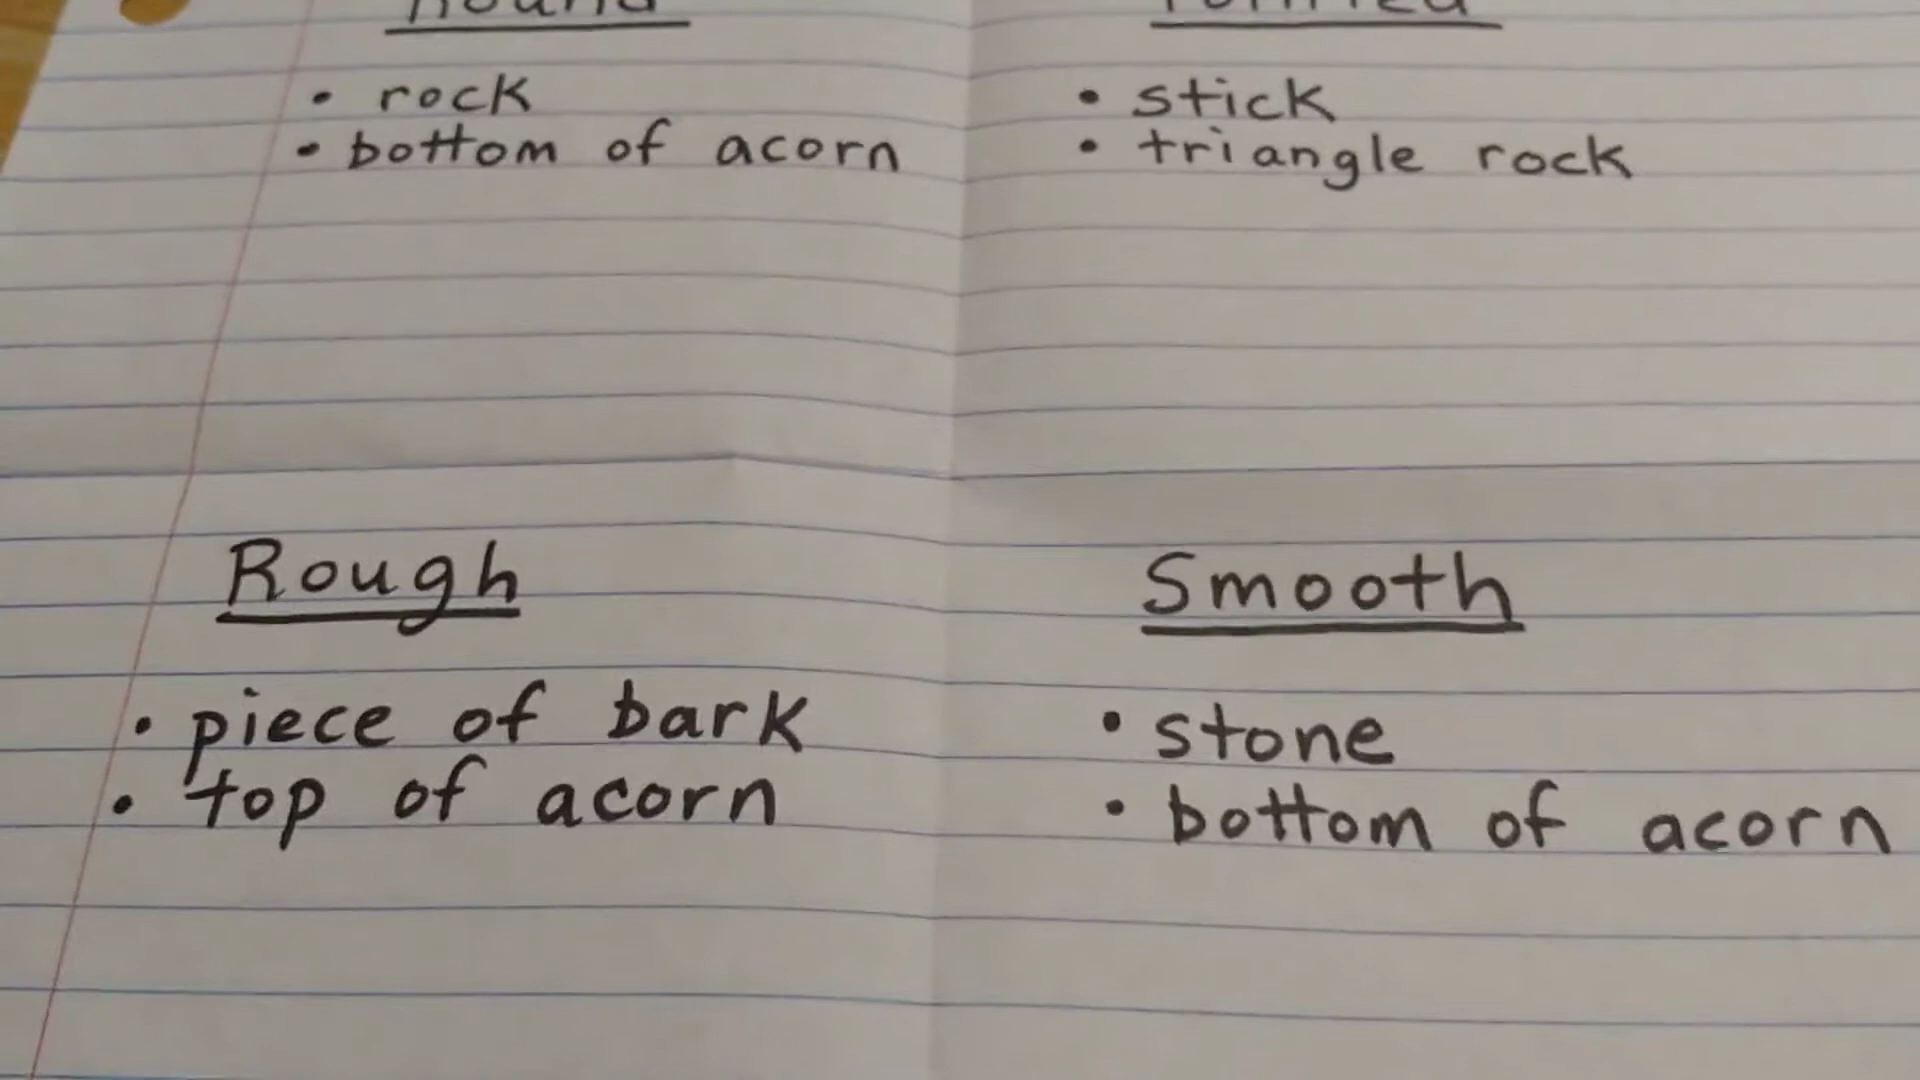 Round
• rock
• bottom of acorn
• stick
• triangle rock
Rough
• piece of bark
• top of acorn
Smooth
• stone
• bottom of acorn